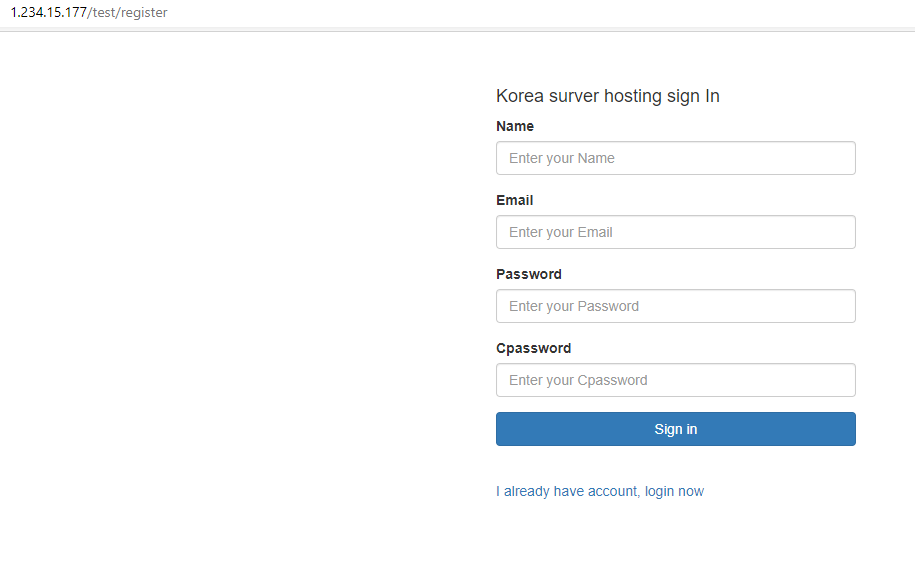 1.234.15.177/test/register
Korea surver hosting sign In
Name
Enter your Name
Email
Enter your Email
Password
Enter your Password
Cpassword
Enter your Cpassword
Sign in
I already have account, login now